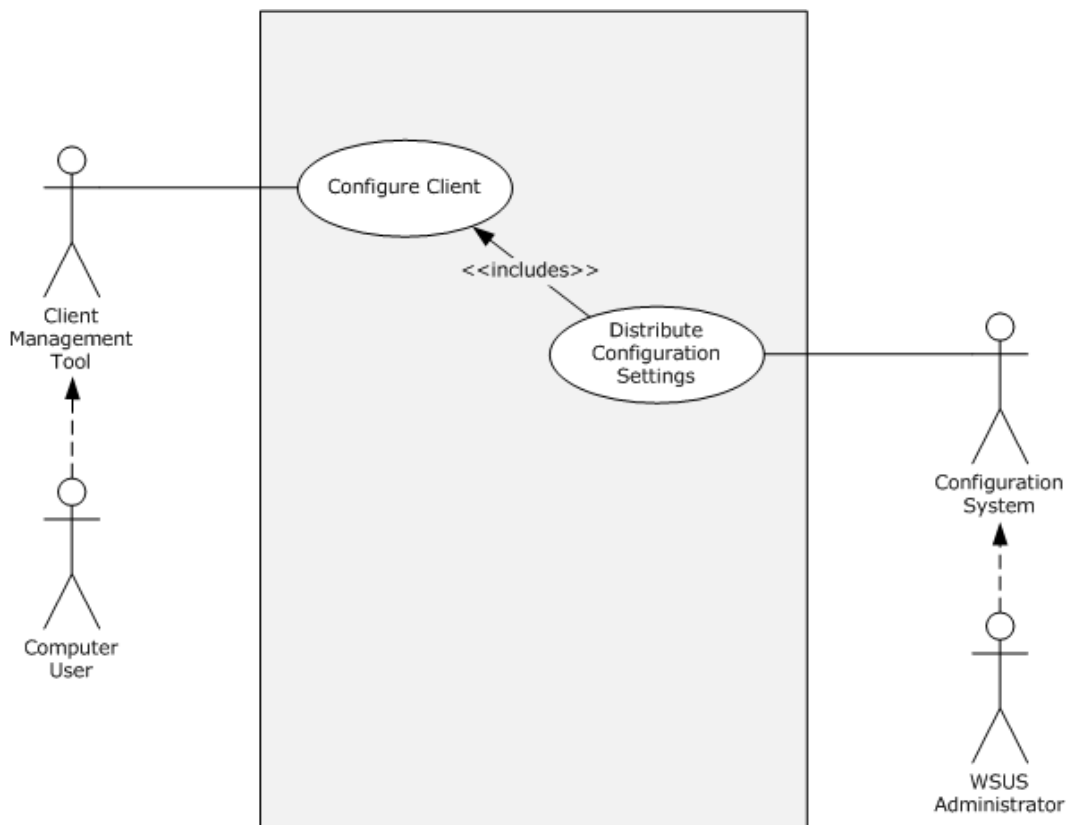 Configure Client
<<includes>>
Client
Management
Tool
Distribute
Configuration
Settings
Configuration
System
Computer
User
WSUS
Administrator